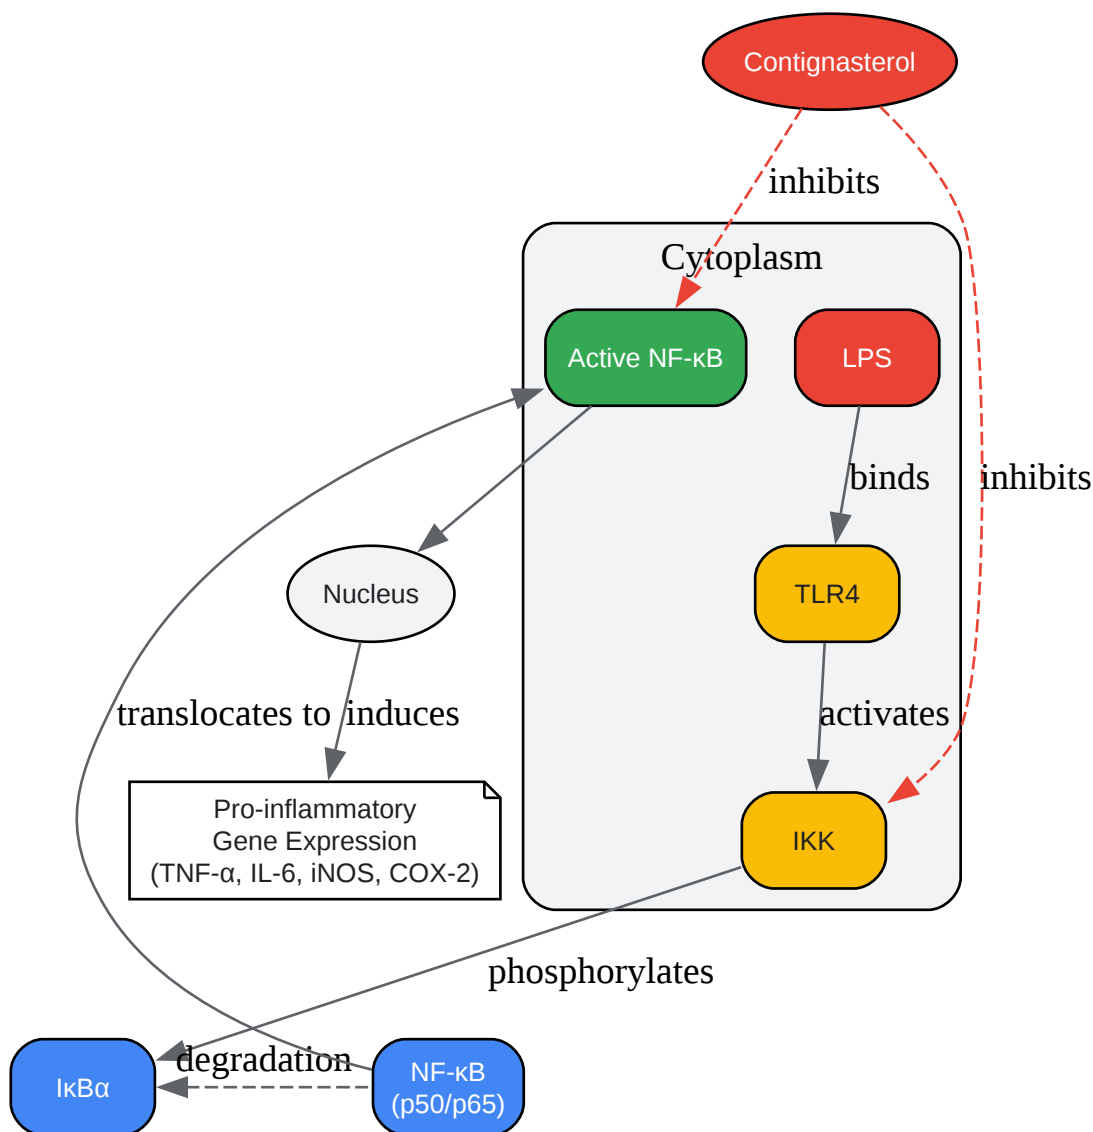 Contignasterol
inhibits
Cytoplasm
Active NF-κB
LPS
binds
inhibits
Nucleus
TLR4
translocates to
induces
activates
Pro-inflammatory
Gene Expression
(TNF-α, IL-6, iNOS, COX-2)
IKK
phosphorylates
degradation
IκBα
NF-κB
(p50/p65)